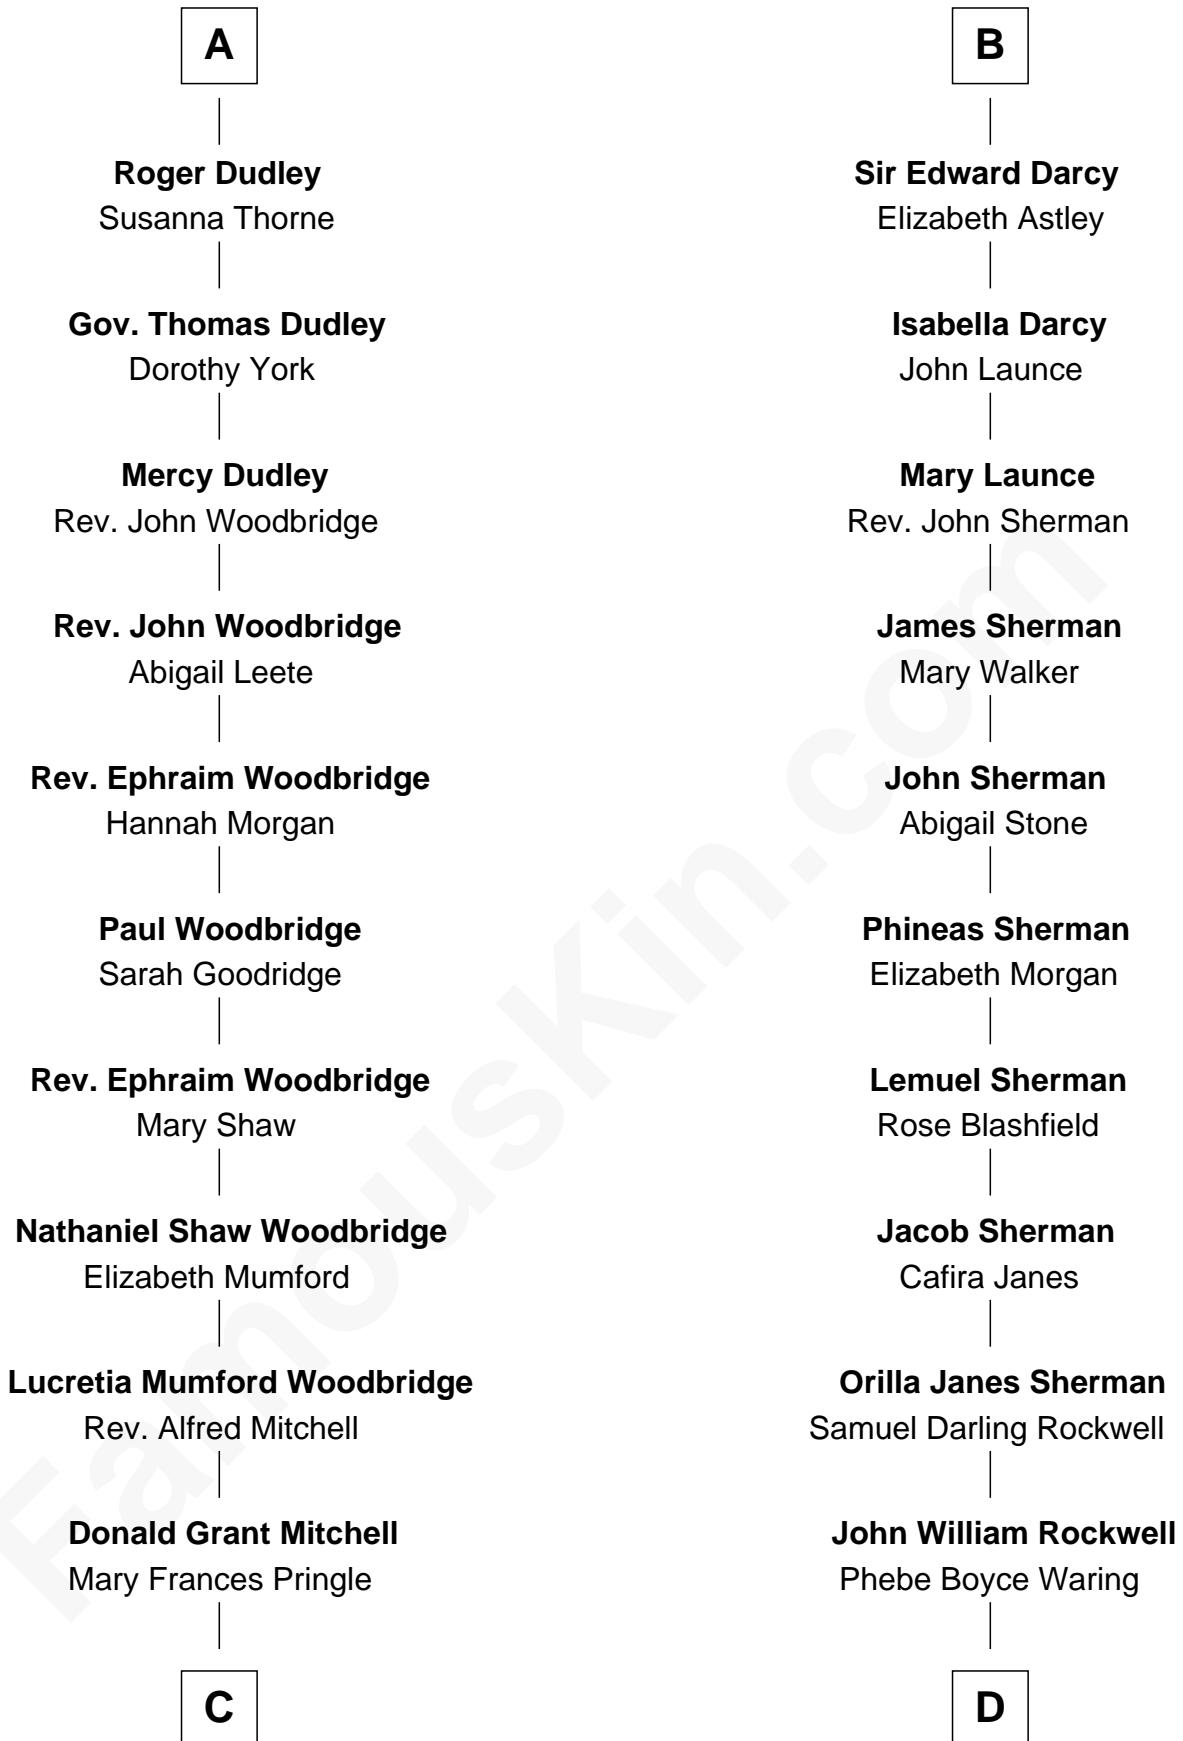 A
Roger Dudley
Susanna Thorne
Gov. Thomas Dudley
Dorothy York
Mercy Dudley
Rev. John Woodbridge
Rev. John Woodbridge
Abigail Leete
Rev. Ephraim Woodbridge
Hannah Morgan
Paul Woodbridge
Sarah Goodridge
Rev. Ephraim Woodbridge
Mary Shaw
Nathaniel Shaw Woodbridge
Elizabeth Mumford
Lucretia Mumford Woodbridge
Rev. Alfred Mitchell
Donald Grant Mitchell
Mary Frances Pringle
C
B
Sir Edward Darcy
Elizabeth Astley
Isabella Darcy
John Launce
Mary Launce
Rev. John Sherman
James Sherman
Mary Walker
John Sherman
Abigail Stone
Phineas Sherman
Elizabeth Morgan
Lemuel Sherman
Rose Blashfield
Jacob Sherman
Cafira Janes
Orilla Janes Sherman
Samuel Darling Rockwell
John William Rockwell
Phebe Boyce Waring
D
FamousKin.com